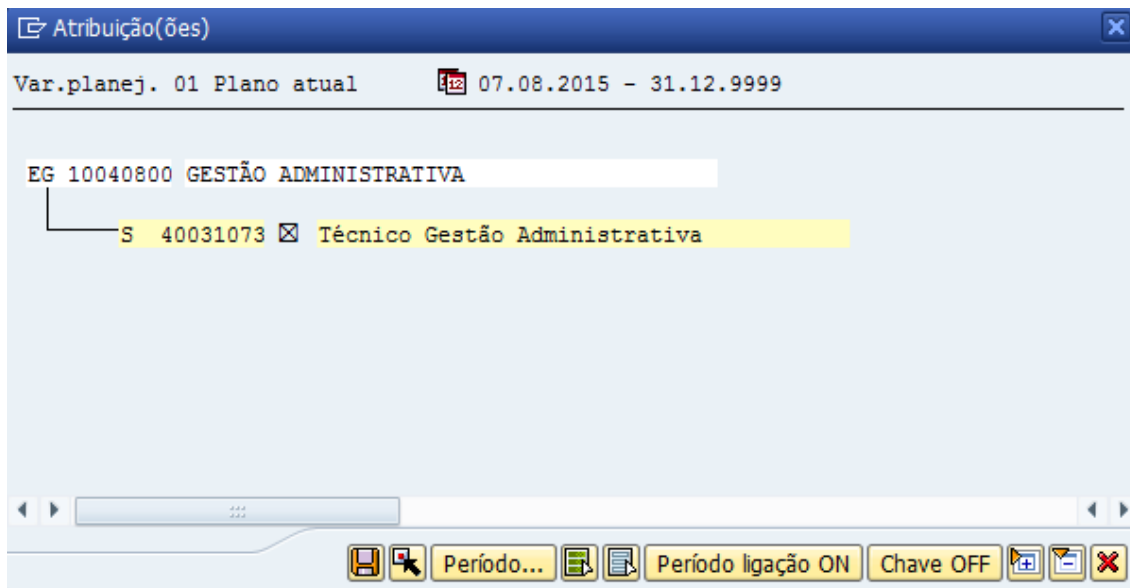 Atribuição(ões)
Var.planej. 01 Plano atual 07.08.2015 - 31.12.9999
EG 10040800 GESTÃO ADMINISTRATIVA
S 40031073 Técnico Gestão Administrativa
Período... Período ligação ON Chave OFF